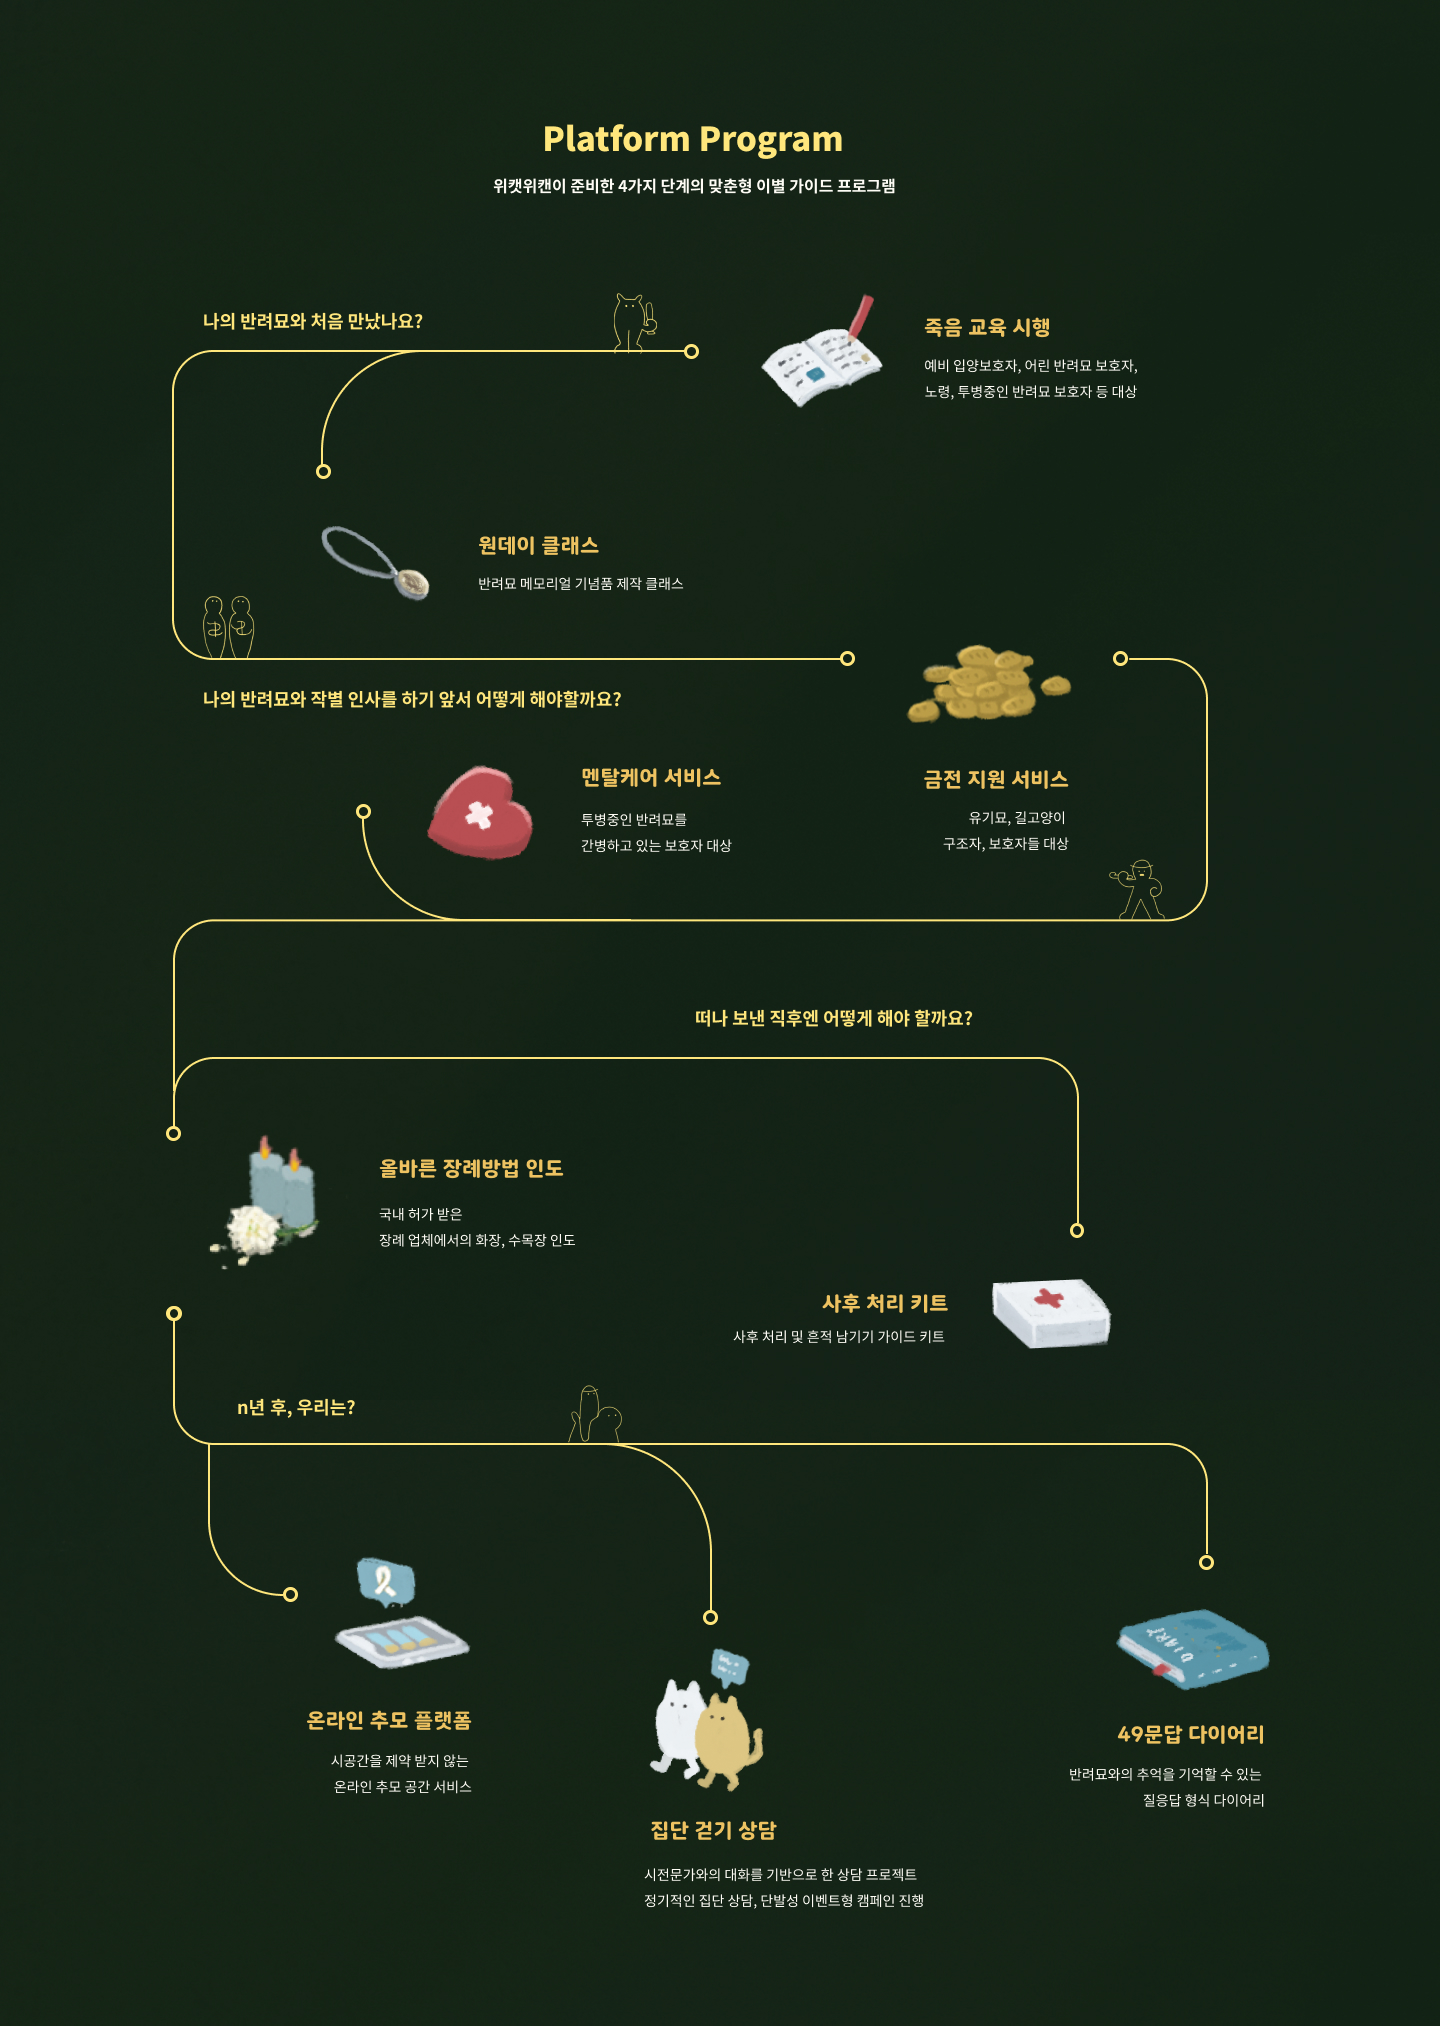 Platform Program
위캣위캔이 준비한 4가지 단계의 맞춤형 이별 가이드 프로그램
나의 반려묘와 처음 만났나요?
죽음 교육 시행
예비 입양보호자, 어린 반려묘 보호자,
노령, 투병중인 반려묘 보호자 등 대상
원데이 클래스
반려묘 메모리얼 기념품 제작 클래스
나의 반려묘와 작별 인사를 하기 앞서 어떻게 해야할까요?
멘탈케어 서비스
투병중인 반려묘를
간병하고 있는 보호자 대상
금전 지원 서비스
유기묘, 길고양이
구조자, 보호자들 대상
떠나 보낸 직후엔 어떻게 해야 할까요?
올바른 장례방법 인도
국내 허가 받은
장례 업체에서의 화장, 수목장 인도
사후 처리 키트
사후 처리 및 흔적 남기기 가이드 키트
n년 후, 우리는?
온라인 추모 플랫폼
시공간을 제약 받지 않는
온라인 추모 공간 서비스
집단 걷기 상담
시전문가와의 대화를 기반으로 한 상담 프로젝트
정기적인 집단 상담, 단발성 이벤트형 캠페인 진행
DIARY
49문답 다이어리
반려묘와의 추억을 기억할 수 있는
질응답 형식 다이어리